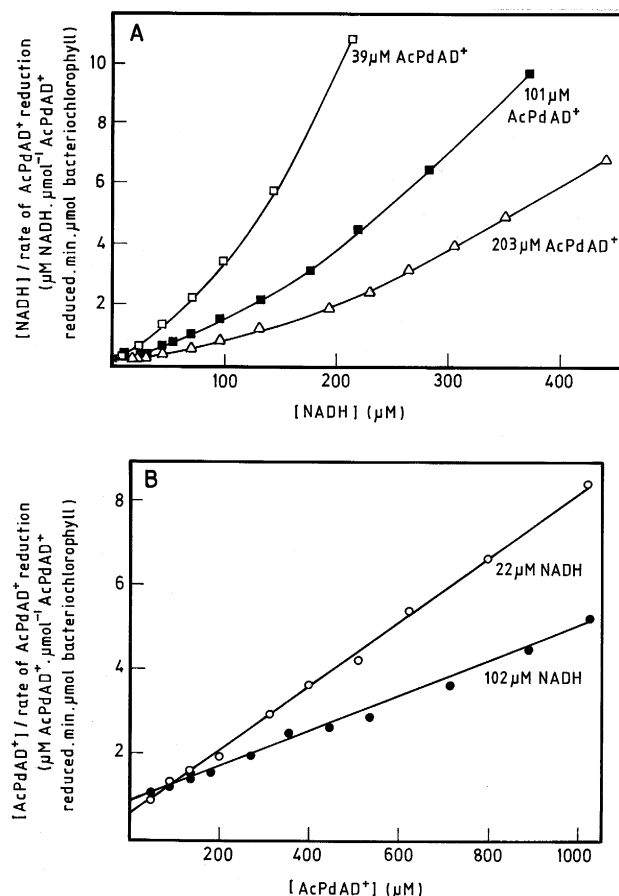 A
[NADH] / rate of AcPdAD⁺ reduction
(µM NADH. µmol⁻¹ AcPdAD⁺
reduced.min.µmol bacteriochlorophyll)
10
8
6
4
2
39µM AcPdAD⁺
101µM
AcPdAD⁺
203µM AcPdAD⁺
100
200
300
400
[NADH] (µM)
B
[AcPdAD⁺] / rate of AcPdAD⁺ reduction
(µM AcPdAD⁺. µmol⁻¹ AcPdAD⁺
reduced.min.µmol bacteriochlorophyll)
8
6
4
2
22µM NADH
102µM NADH
200
400
600
800
1000
[AcPdAD⁺] (µM)